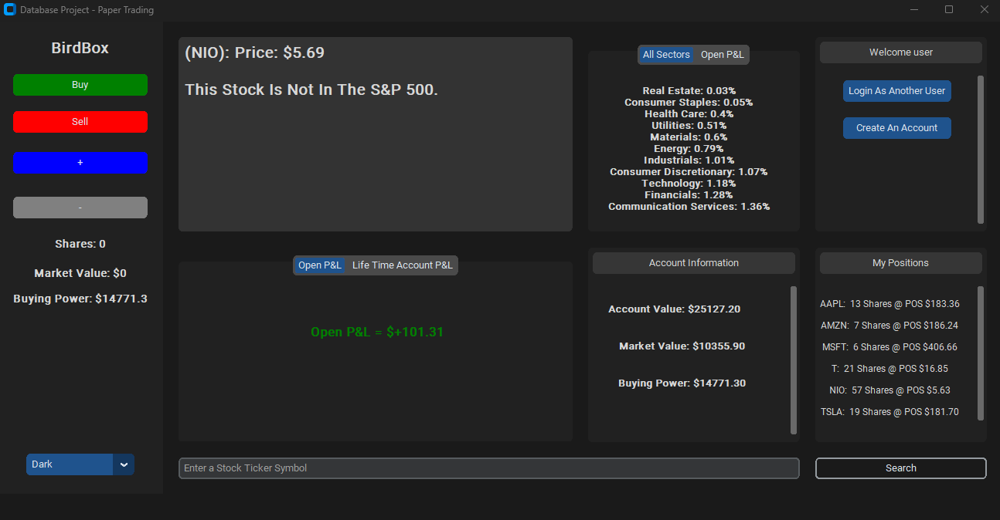 Database Project - Paper Trading
BirdBox
Buy
Sell
+
-
Shares: 0
Market Value: $0
Buying Power: $14771.3
Dark
(NIO): Price: $5.69
This Stock Is Not In The S&P 500.
All Sectors Open P&L
Real Estate: 0.03%
Consumer Staples: 0.05%
Health Care: 0.4%
Utilities: 0.51%
Materials: 0.6%
Energy: 0.79%
Industrials: 1.01%
Consumer Discretionary: 1.07%
Technology: 1.18%
Financials: 1.28%
Communication Services: 1.36%
Welcome user
Login As Another User
Create An Account
Open P&L Life Time Account P&L
Open P&L = $+101.31
Account Information
Account Value: $25127.20
Market Value: $10355.90
Buying Power: $14771.30
My Positions
AAPL: 13 Shares @ POS $183.36
AMZN: 7 Shares @ POS $186.24
MSFT: 6 Shares @ POS $406.66
T: 21 Shares @ POS $16.85
NIO: 57 Shares @ POS $5.63
TSLA: 19 Shares @ POS $181.70
Enter a Stock Ticker Symbol
Search